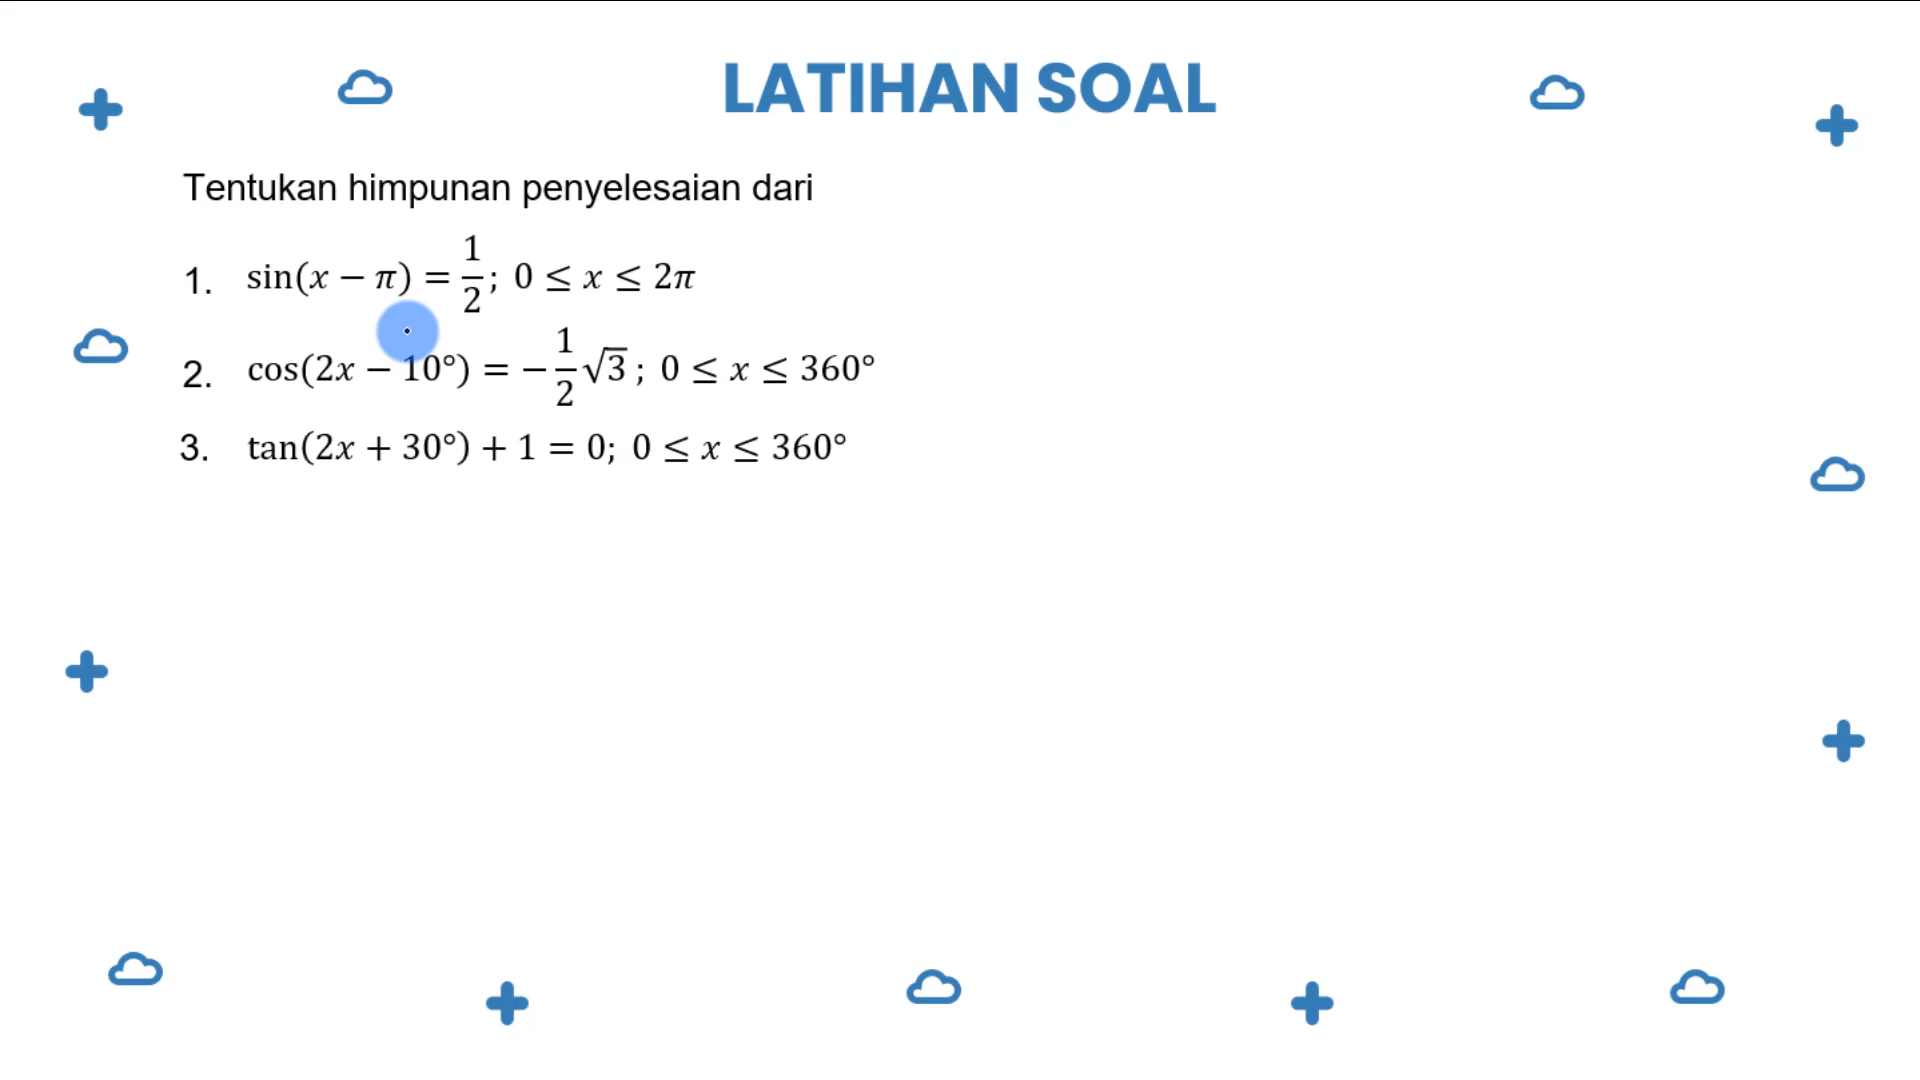 LATIHAN SOAL
Tentukan himpunan penyelesaian dari
1. sin(x − π) = 1/2; 0 ≤ x ≤ 2π
2. cos(2x − 10°) = −1/2√3; 0 ≤ x ≤ 360°
3. tan(2x + 30°) + 1 = 0; 0 ≤ x ≤ 360°